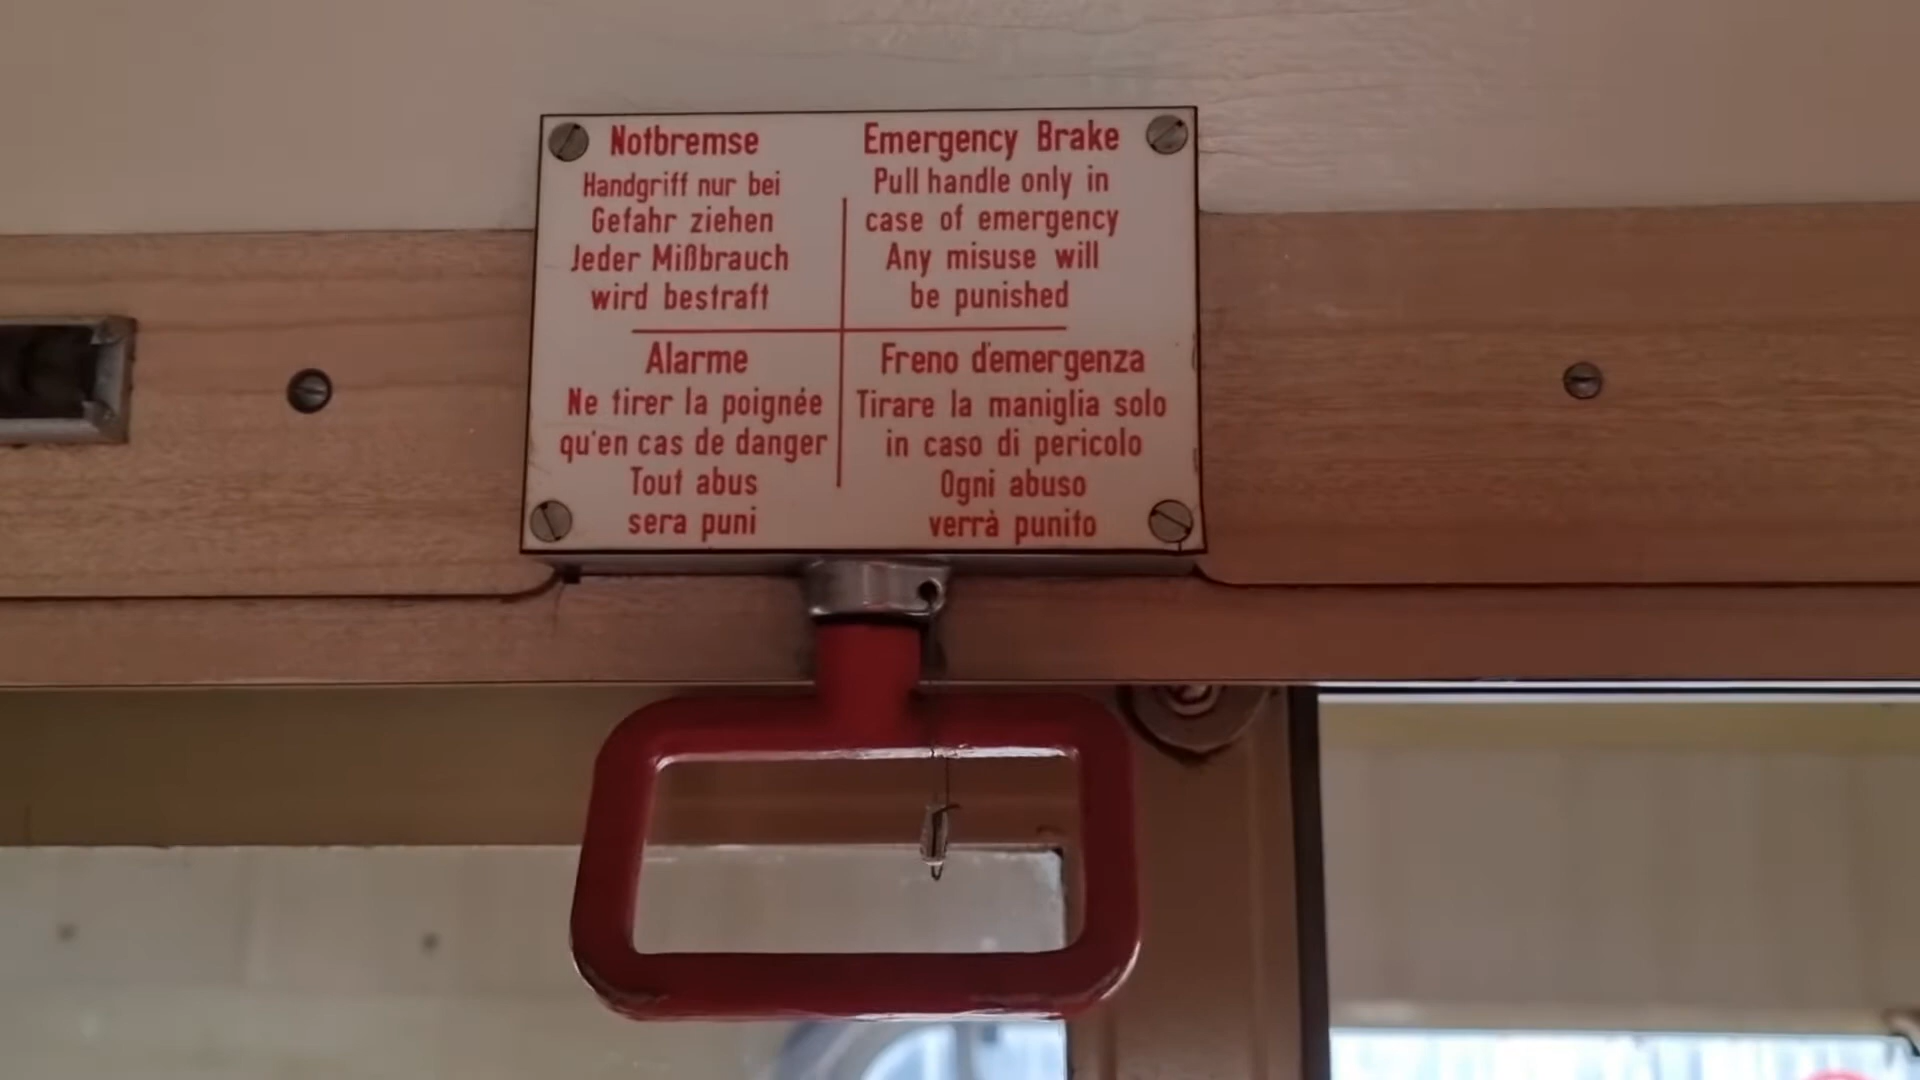 Notbremse
Handgriff nur bei
Gefahr ziehen
Jeder Mißbrauch
wird bestraft
Emergency Brake
Pull handle only in
case of emergency
Any misuse will
be punished
Alarme
Ne tirer la poignée
qu'en cas de danger
Tout abus
sera puni
Freno d'emergenza
Tirare la maniglia solo
in caso di pericolo
Ogni abuso
verrà punito